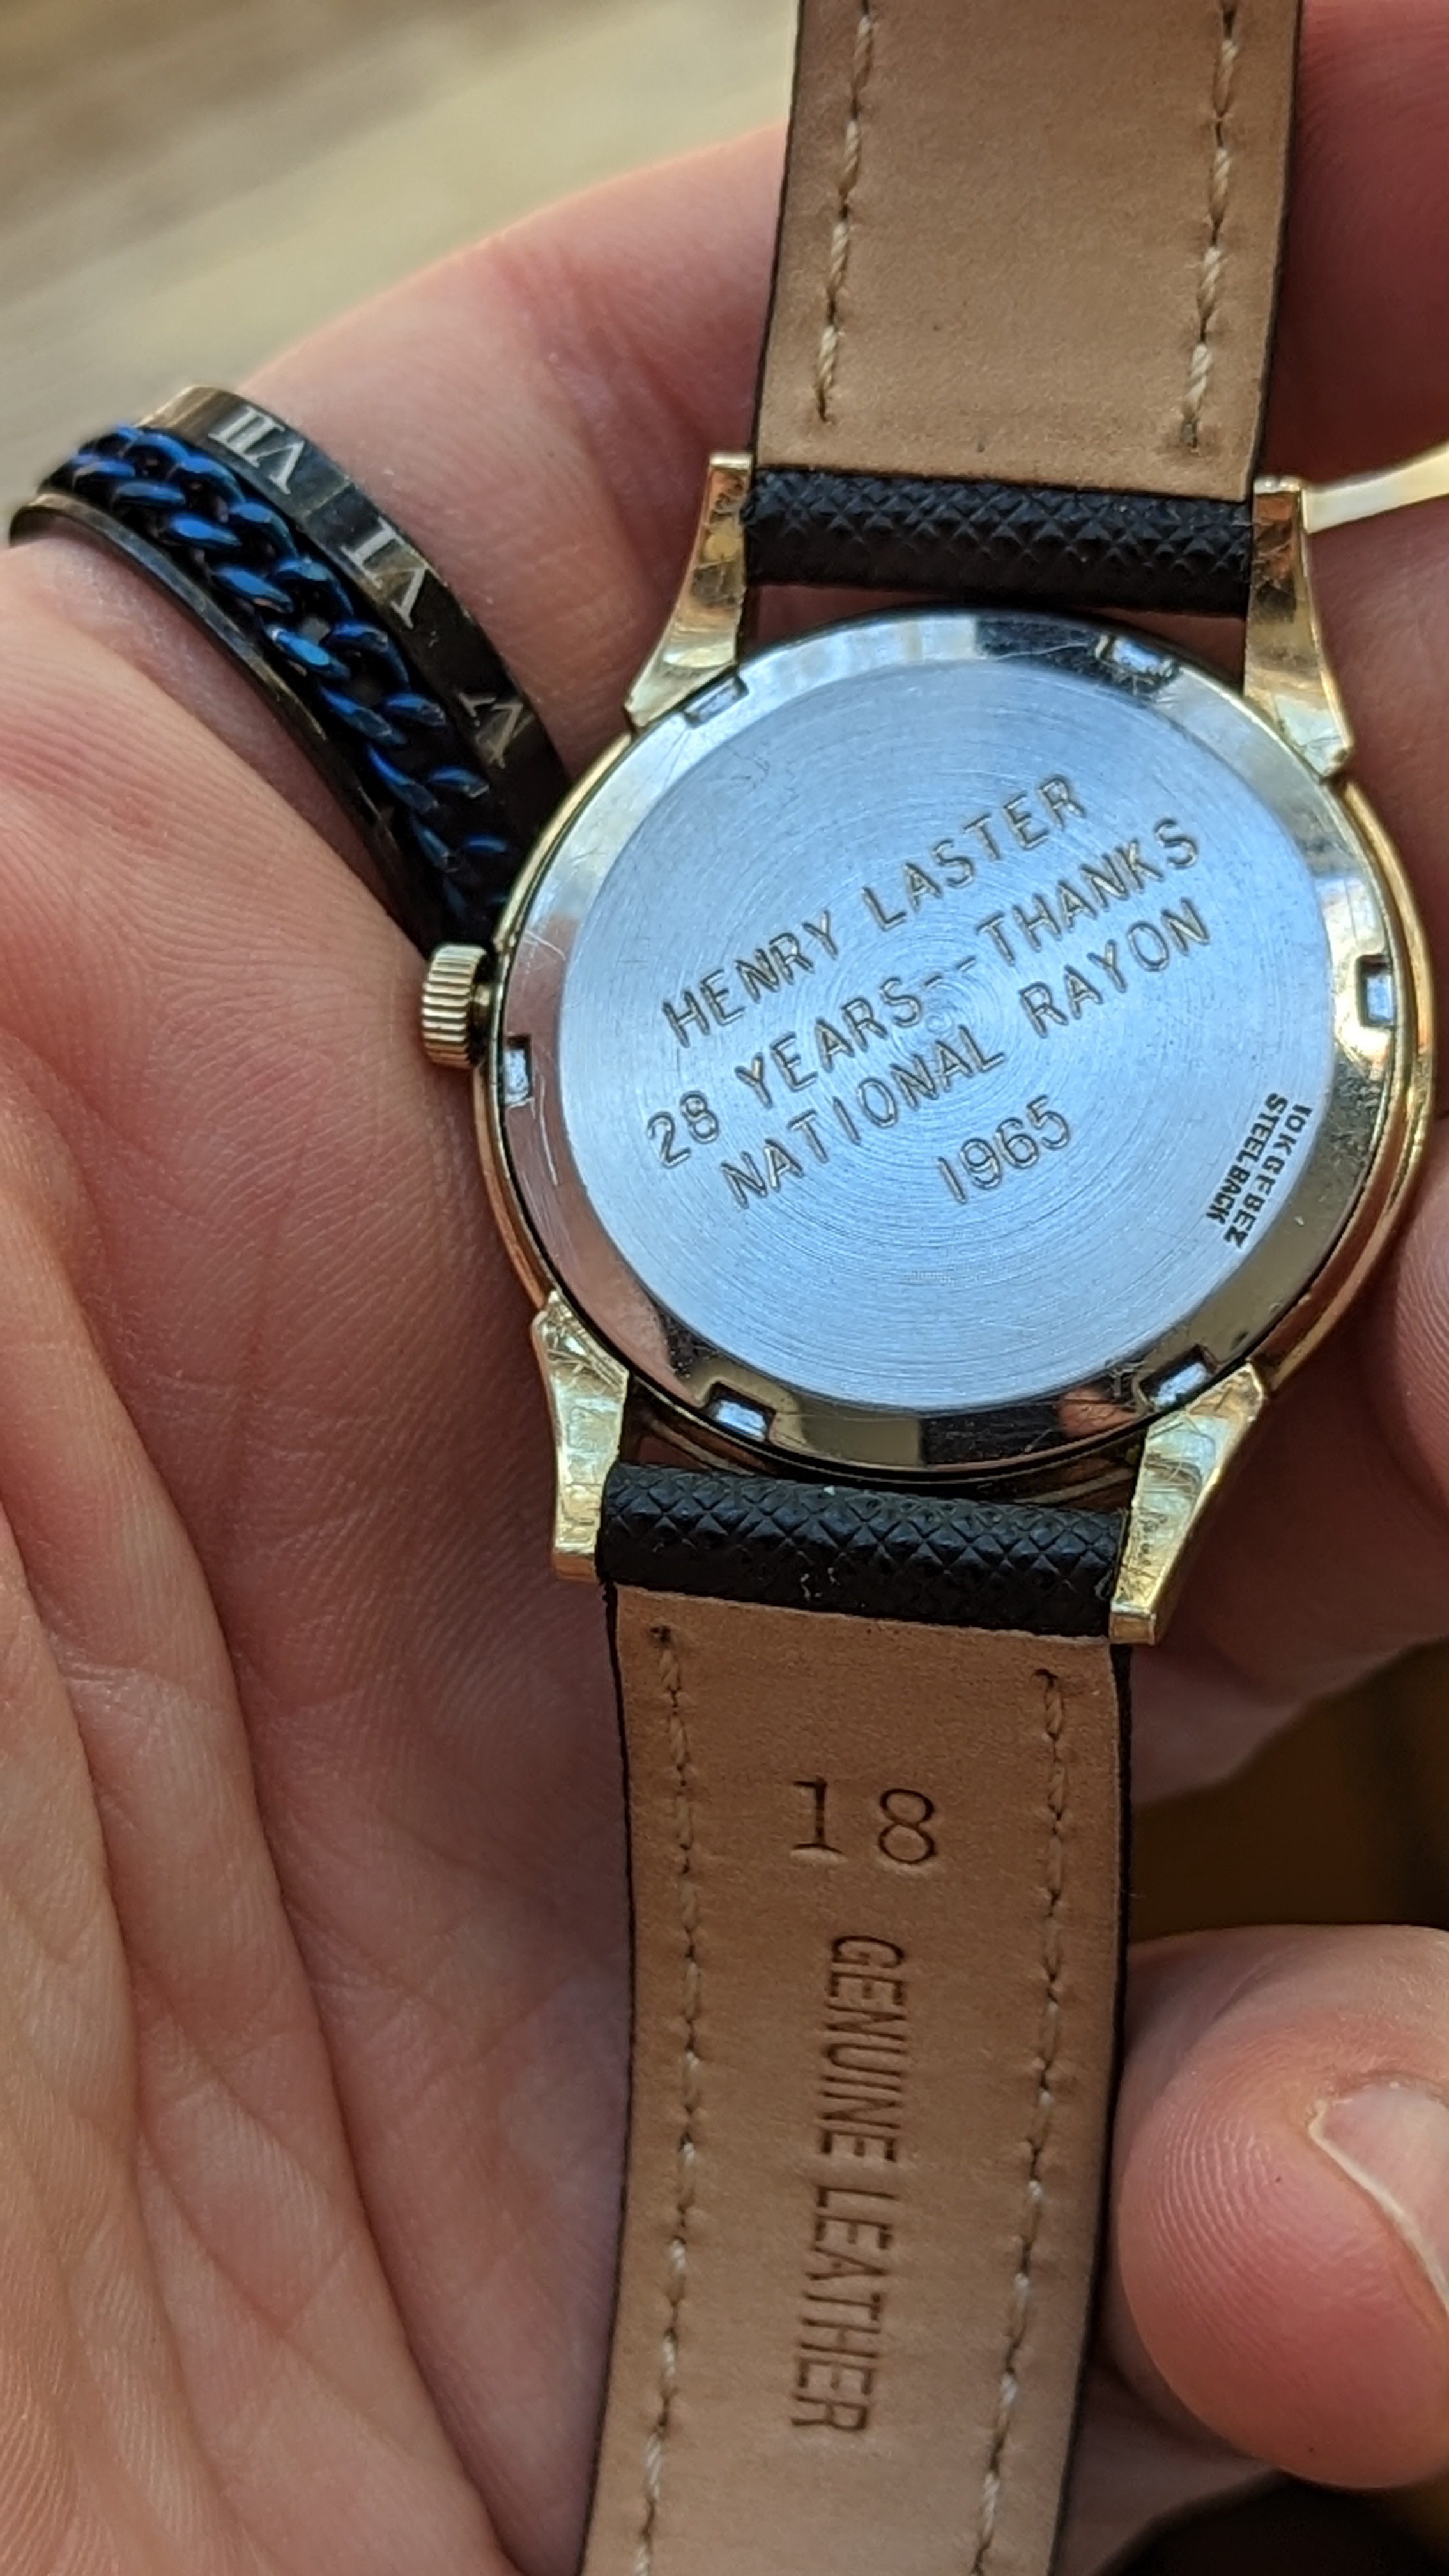 VII
VI
V
HENRY LASTER
28 YEARS--THANKS
NATIONAL RAYON
1965
10K GF BEZ
STEEL BACK
18
GENUINE LEATHER